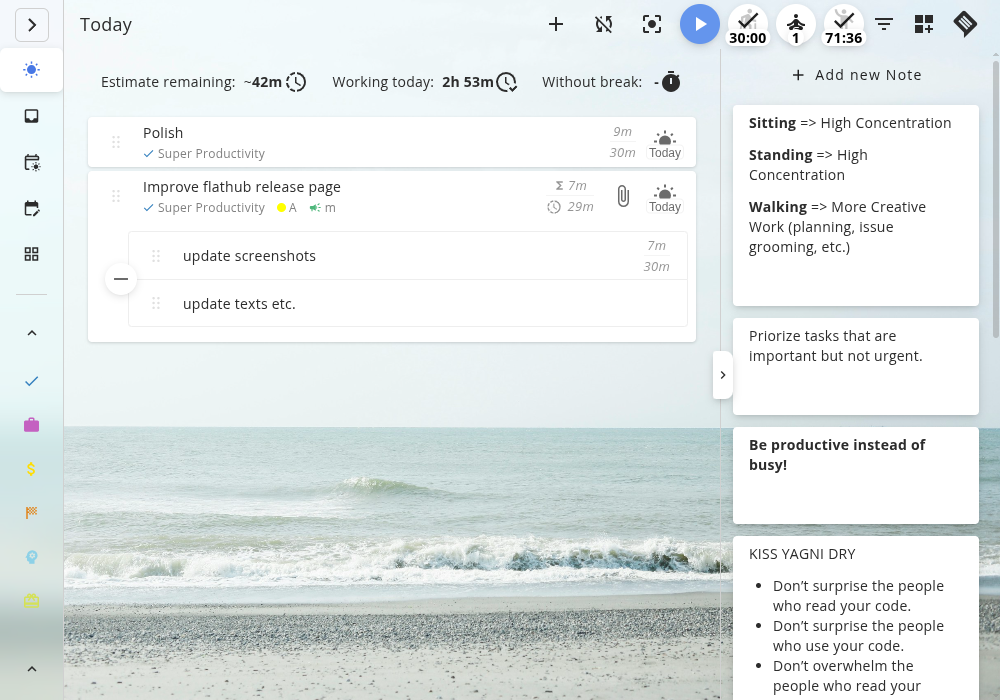 Today
30:00
1
71:36
Estimate remaining: ~42m
Working today: 2h 53m
Without break: -
Polish
Super Productivity
9m
30m
Today
Improve flathub release page
Super Productivity
A
m
Σ 7m
29m
Today
update screenshots
7m
30m
update texts etc.
+ Add new Note
Sitting => High Concentration
Standing => High
Concentration
Walking => More Creative
Work (planning, issue
grooming, etc.)
Priorize tasks that are
important but not urgent.
Be productive instead of
busy!
KISS YAGNI DRY
• Don’t surprise the people
who read your code.
• Don’t surprise the people
who use your code.
• Don’t overwhelm the
people who read your